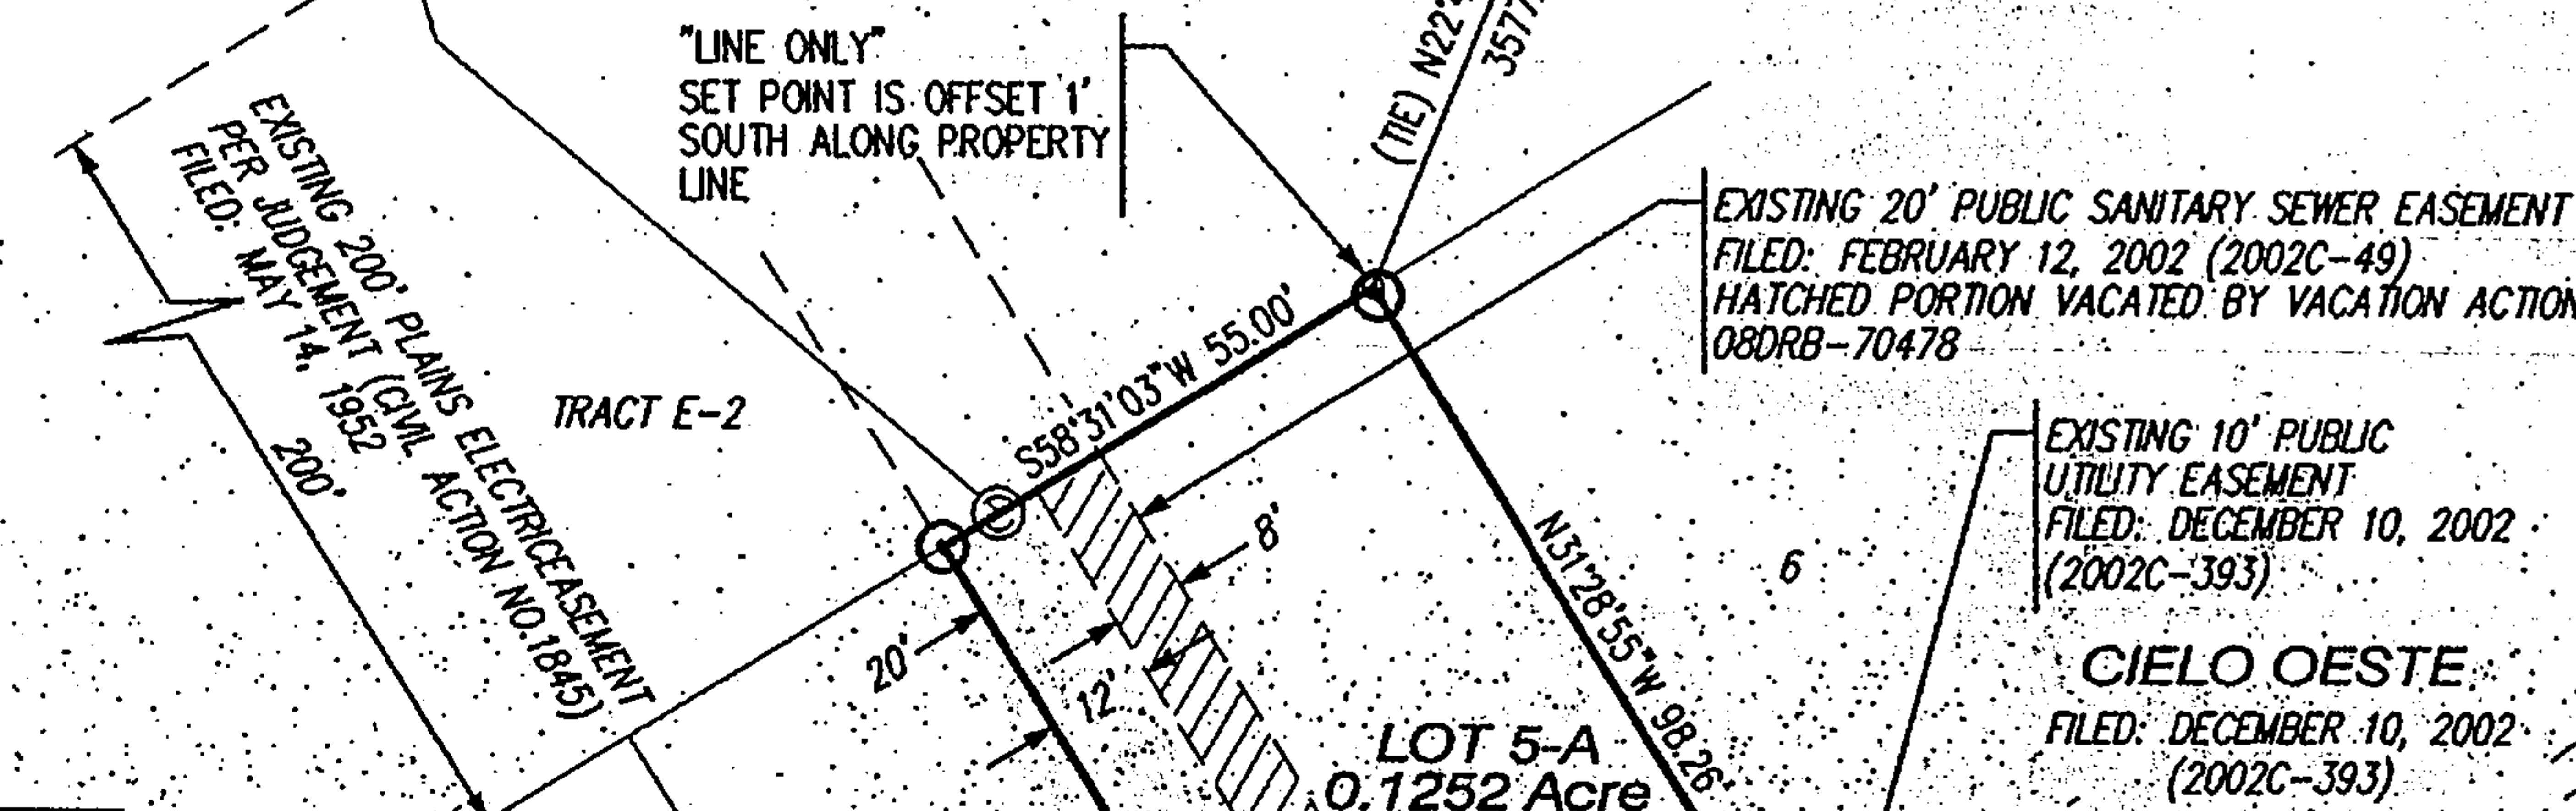 "LINE ONLY"
SET POINT IS OFFSET 1'
SOUTH ALONG PROPERTY
LINE
(TIE) N22°
3577.
EXISTING 200' PLAINS ELECTRICEASEMENT
PER JUDGEMENT (CIVIL ACTION NO.1845)
FILED: MAY 14, 1952
200'
TRACT E-2
S58°31'03"W 55.00'
EXISTING 20' PUBLIC SANITARY SEWER EASEMENT
FILED: FEBRUARY 12, 2002 (2002C-49)
HATCHED PORTION VACATED BY VACATION ACTION
08DRB-70478
EXISTING 10' PUBLIC
UTILITY EASEMENT
FILED: DECEMBER 10, 2002
(2002C-393)
8'
20'
12'
N31°28'55"W 98.26'
6
CIELO OESTE
FILED: DECEMBER 10, 2002
(2002C-393)
LOT 5-A
0.1252 Acre